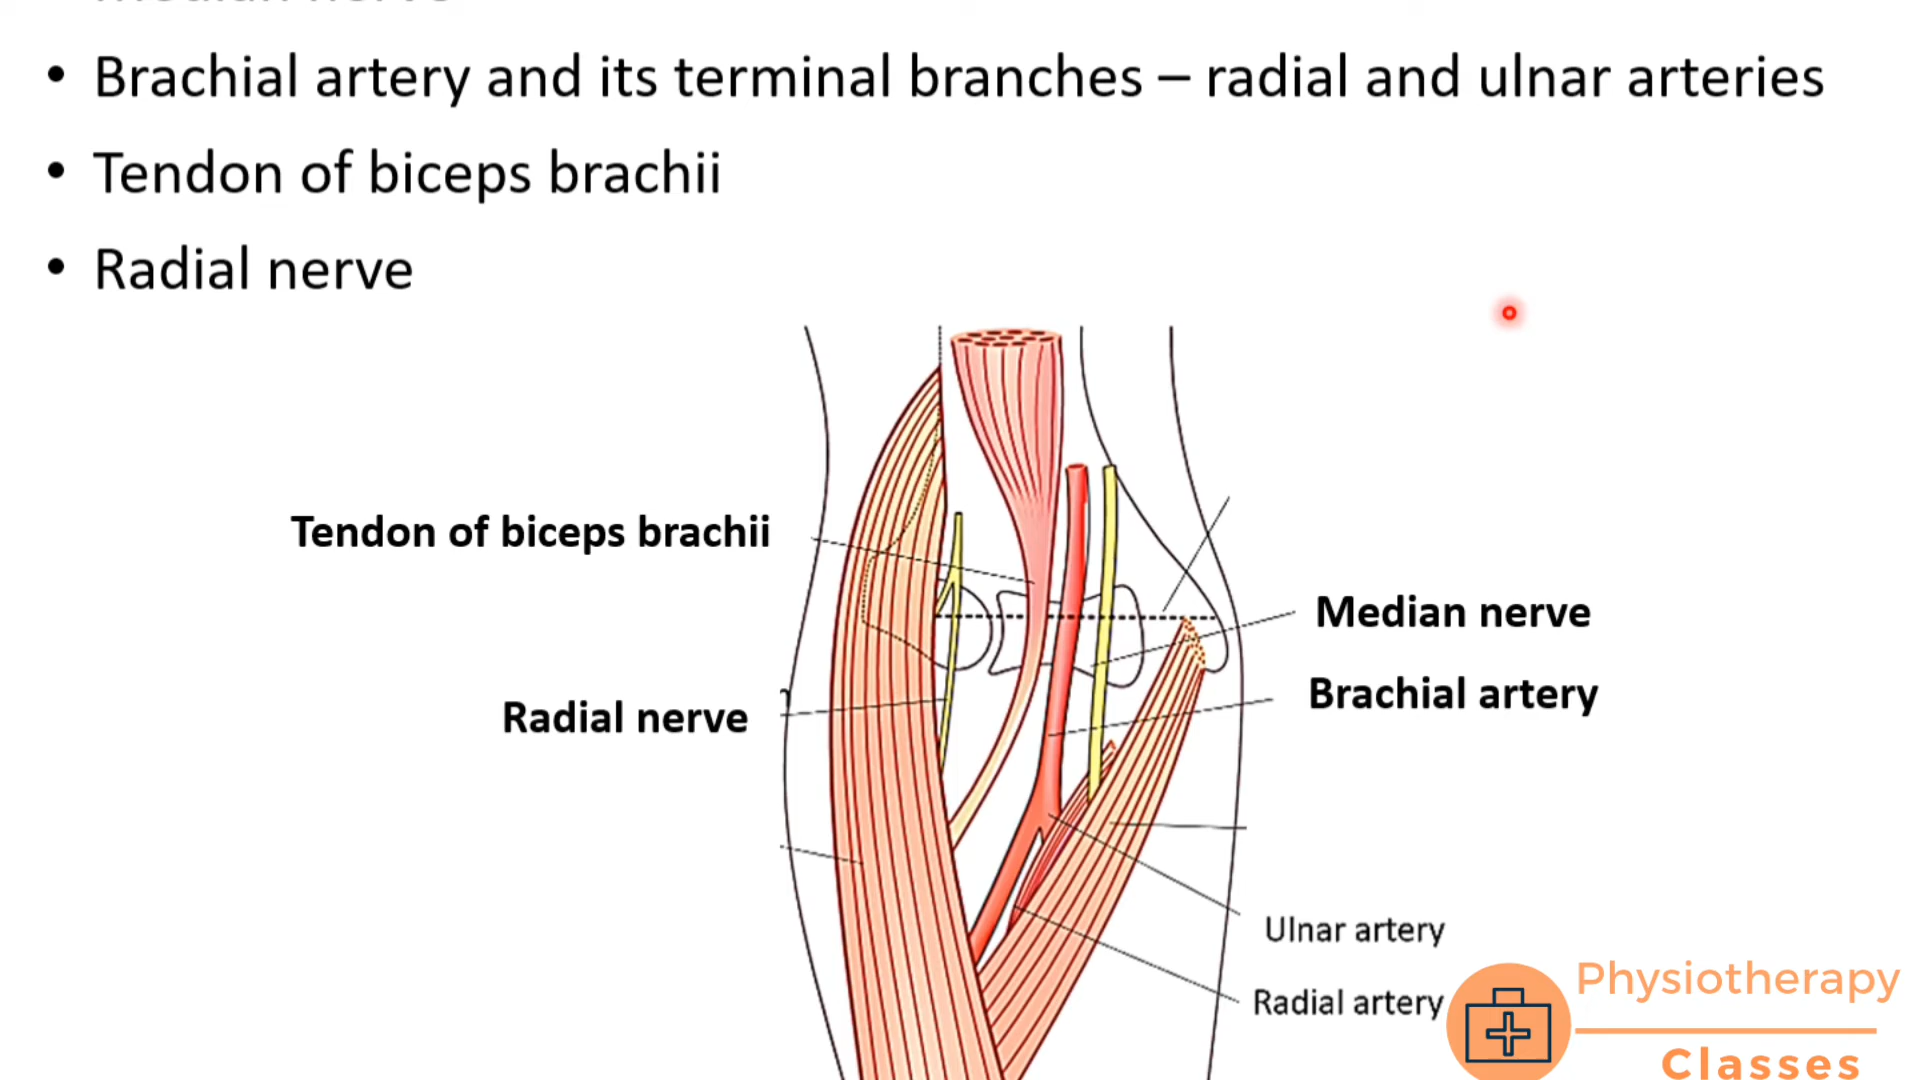 • Brachial artery and its terminal branches – radial and ulnar arteries
• Tendon of biceps brachii
• Radial nerve
Tendon of biceps brachii
Median nerve
Brachial artery
Radial nerve
Ulnar artery
Radial artery
Physiotherapy
Classes